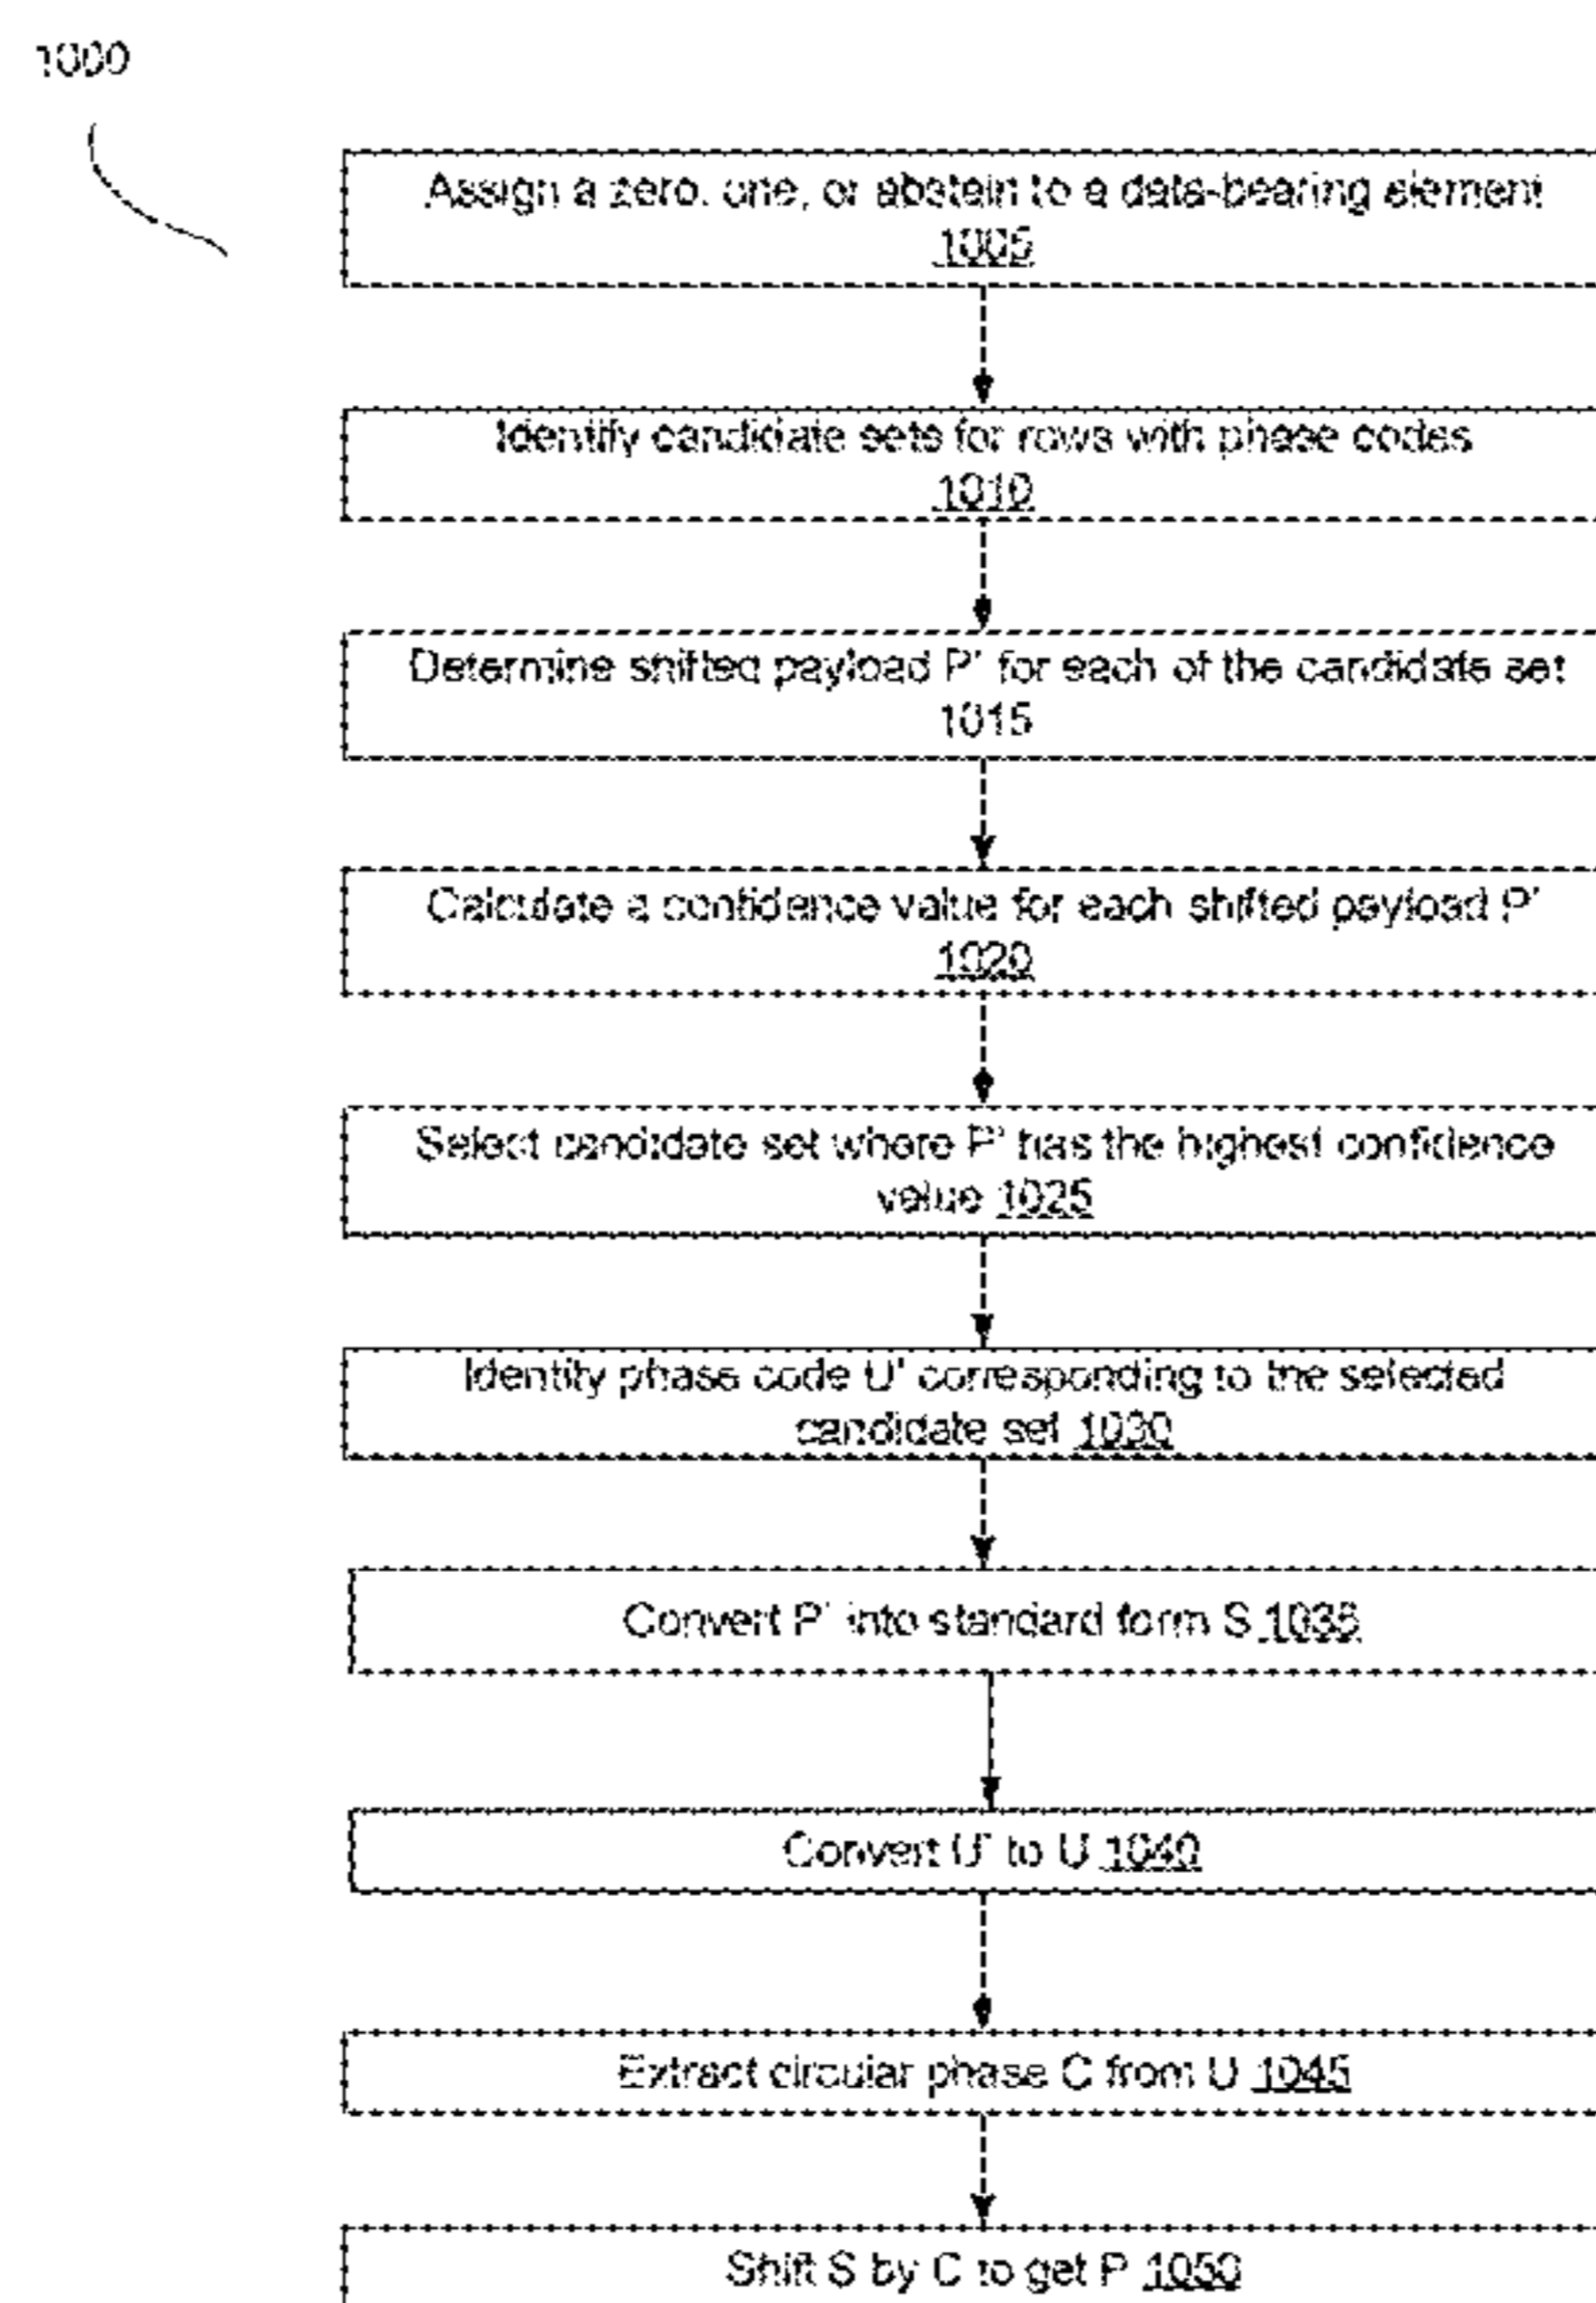 1000
Assign a zero, one, or abstain to a data-bearing element
1005
Identify candidate sets for rows with phase codes
1010
Determine shifted payload P' for each of the candidate set
1015
Calculate a confidence value for each shifted payload P'
1020
Select candidate set where P' has the highest confidence
value 1025
Identify phase code U' corresponding to the selected
candidate set 1030
Convert P' into standard form S 1035
Convert U' to U 1040
Extract circular phase C from U 1045
Shift S by C to get P 1050